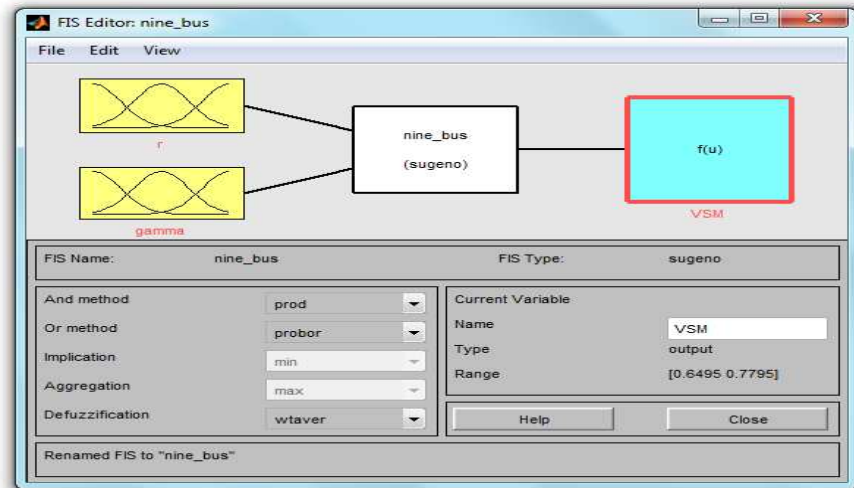 FIS Editor: nine_bus
File Edit View
r
gamma
nine_bus
(sugeno)
f(u)
VSM
FIS Name: nine_bus FIS Type: sugeno
And method prod
Or method probor
Implication min
Aggregation max
Defuzzification wtaver
Current Variable
Name VSM
Type output
Range [0.6495 0.7795]
Help Close
Renamed FIS to "nine_bus"